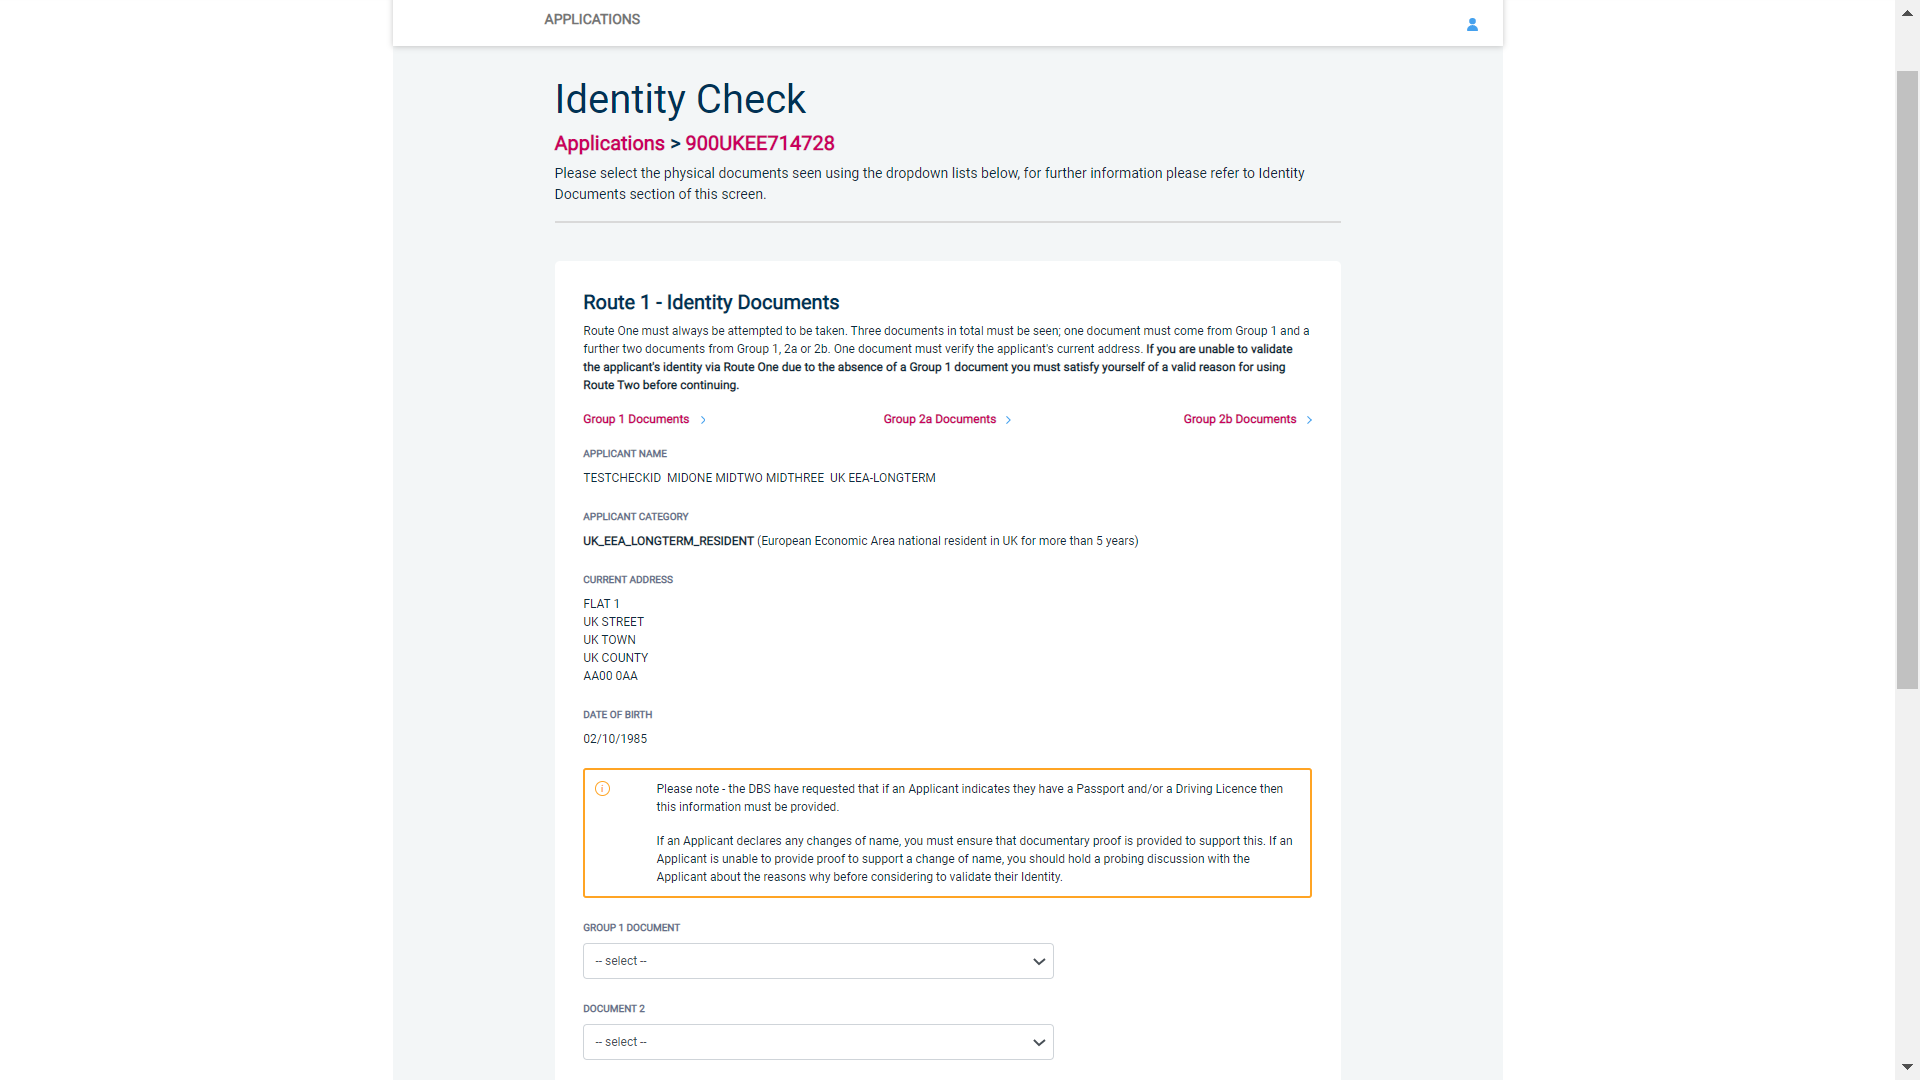 APPLICATIONS
Identity Check
Applications > 900UKEE714728
Please select the physical documents seen using the dropdown lists below, for further information please refer to Identity
Documents section of this screen.
Route 1 - Identity Documents
Route One must always be attempted to be taken. Three documents in total must be seen; one document must come from Group 1 and a
further two documents from Group 1, 2a or 2b. One document must verify the applicant's current address. If you are unable to validate
the applicant's identity via Route One due to the absence of a Group 1 document you must satisfy yourself of a valid reason for using
Route Two before continuing.
Group 1 Documents
Group 2a Documents
Group 2b Documents
APPLICANT NAME
TESTCHECKID MIDONE MIDTWO MIDTHREE UK EEA-LONGTERM
APPLICANT CATEGORY
UK_EEA_LONGTERM_RESIDENT (European Economic Area national resident in UK for more than 5 years)
CURRENT ADDRESS
FLAT 1
UK STREET
UK TOWN
UK COUNTY
AA00 0AA
DATE OF BIRTH
02/10/1985
Please note - the DBS have requested that if an Applicant indicates they have a Passport and/or a Driving Licence then
this information must be provided.
If an Applicant declares any changes of name, you must ensure that documentary proof is provided to support this. If an
Applicant is unable to provide proof to support a change of name, you should hold a probing discussion with the
Applicant about the reasons why before considering to validate their Identity.
GROUP 1 DOCUMENT
-- select --
DOCUMENT 2
-- select --